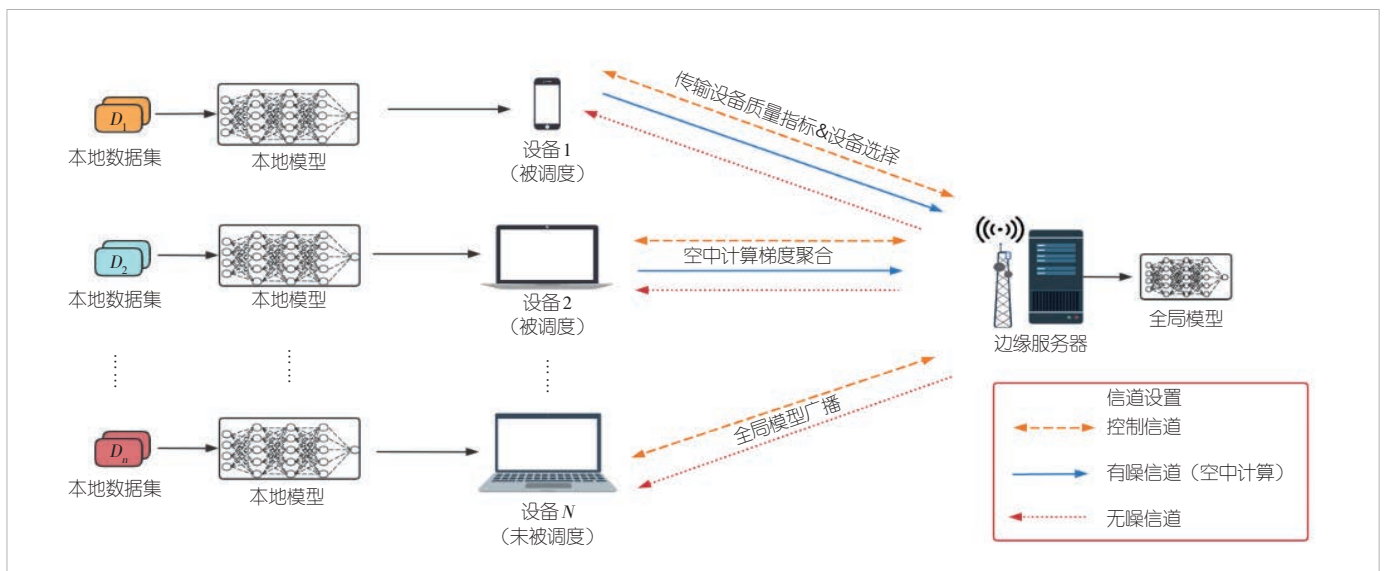 传输设备质量指标&设备选择
D1
本地数据集
本地模型
设备 1
（被调度）
D2
本地数据集
本地模型
设备 2
（被调度）
空中计算梯度聚合
边缘服务器
全局模型
……
……
……
Dn
本地数据集
本地模型
设备 N
（未被调度）
全局模型广播
信道设置
控制信道
有噪信道（空中计算）
无噪信道